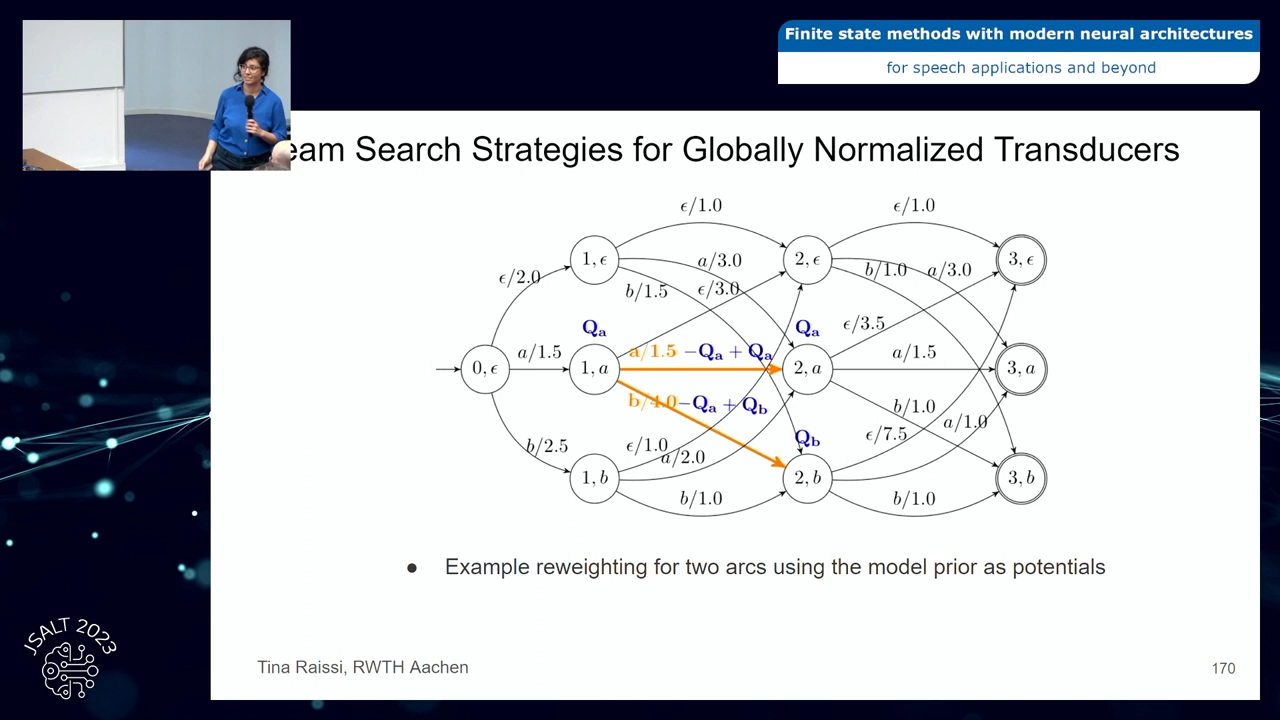 Finite state methods with modern neural architectures
for speech applications and beyond
eam Search Strategies for Globally Normalized Transducers
ϵ/1.0
ϵ/1.0
1, ϵ
2, ϵ
3, ϵ
ϵ/2.0
a/3.0
b/1.0
a/3.0
b/1.5
ϵ/3.0
Qa
Qa
ϵ/3.5
a/1.5
a/1.5 −Qa + Qa
a/1.5
0, ϵ
1, a
2, a
3, a
b/4.0−Qa + Qb
b/1.0
a/1.0
Qb
ϵ/7.5
b/2.5
ϵ/1.0
a/2.0
1, b
2, b
3, b
b/1.0
b/1.0
● Example reweighting for two arcs using the model prior as potentials
JSALT 2023
Tina Raissi, RWTH Aachen
170